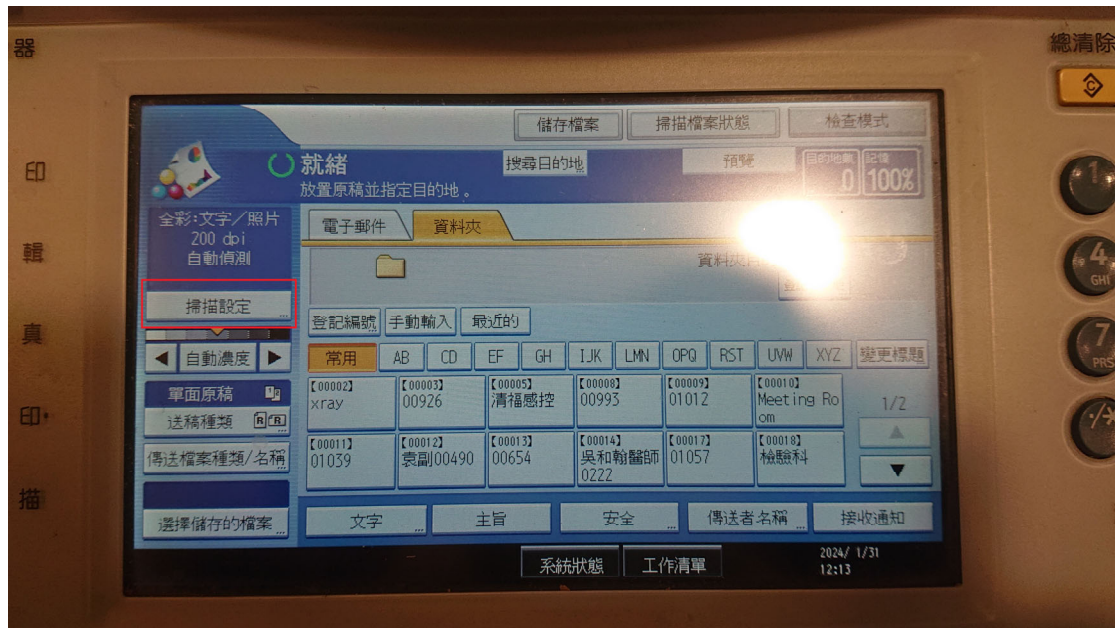 器
總清除
儲存檔案
掃描檔案狀態
檢查模式
就緒
搜尋目的地
預覽
目的地數
記憶
0
100%
放置原稿並指定目的地。
印
1
全彩:文字／照片
200 dpi
自動偵測
電子郵件
資料夾
輯
資料夾
4
GHI
掃描設定
登記編號
手動輸入
最近的
真
自動濃度
常用
AB
CD
EF
GH
IJK
LMN
OPQ
RST
UVW
XYZ
變更標題
7
PRS
單面原稿
【00002】
xray
【00003】
00926
【00005】
清福感控
【00008】
00993
【00009】
01012
【00010】
Meeting Ro
om
1/2
印·
送稿種類
傳送檔案種類/名稱
【00011】
01039
【00012】
袁副00490
【00013】
00654
【00014】
吳和翰醫師
0222
【00017】
01057
【00018】
檢驗科
描
選擇儲存的檔案
文字
主旨
安全
傳送者名稱
接收通知
系統狀態
工作清單
2024/ 1/31
12:13